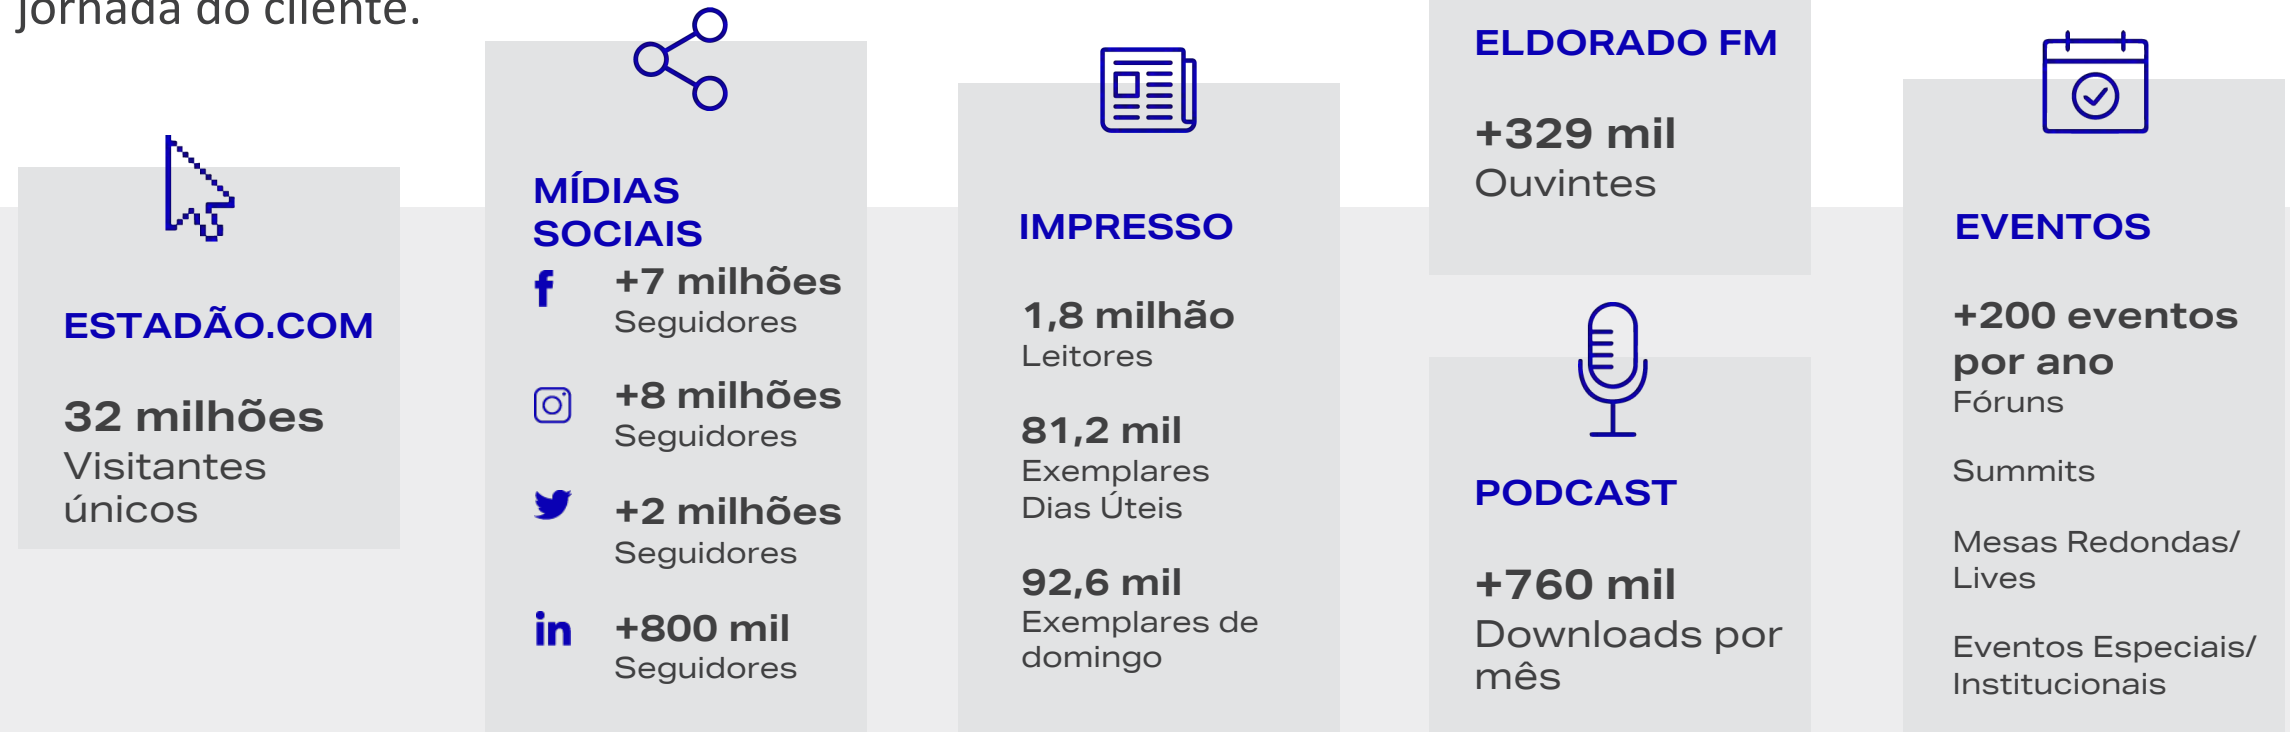 jornada do cliente.
ESTADÃO.COM
32 milhões
Visitantes
únicos
MÍDIAS
SOCIAIS
+7 milhões
Seguidores
+8 milhões
Seguidores
+2 milhões
Seguidores
in
+800 mil
Seguidores
IMPRESSO
1,8 milhão
Leitores
81,2 mil
Exemplares
Dias Úteis
92,6 mil
Exemplares de
domingo
ELDORADO FM
+329 mil
Ouvintes
PODCAST
+760 mil
Downloads por
mês
EVENTOS
+200 eventos
por ano
Fóruns
Summits
Mesas Redondas/
Lives
Eventos Especiais/
Institucionais